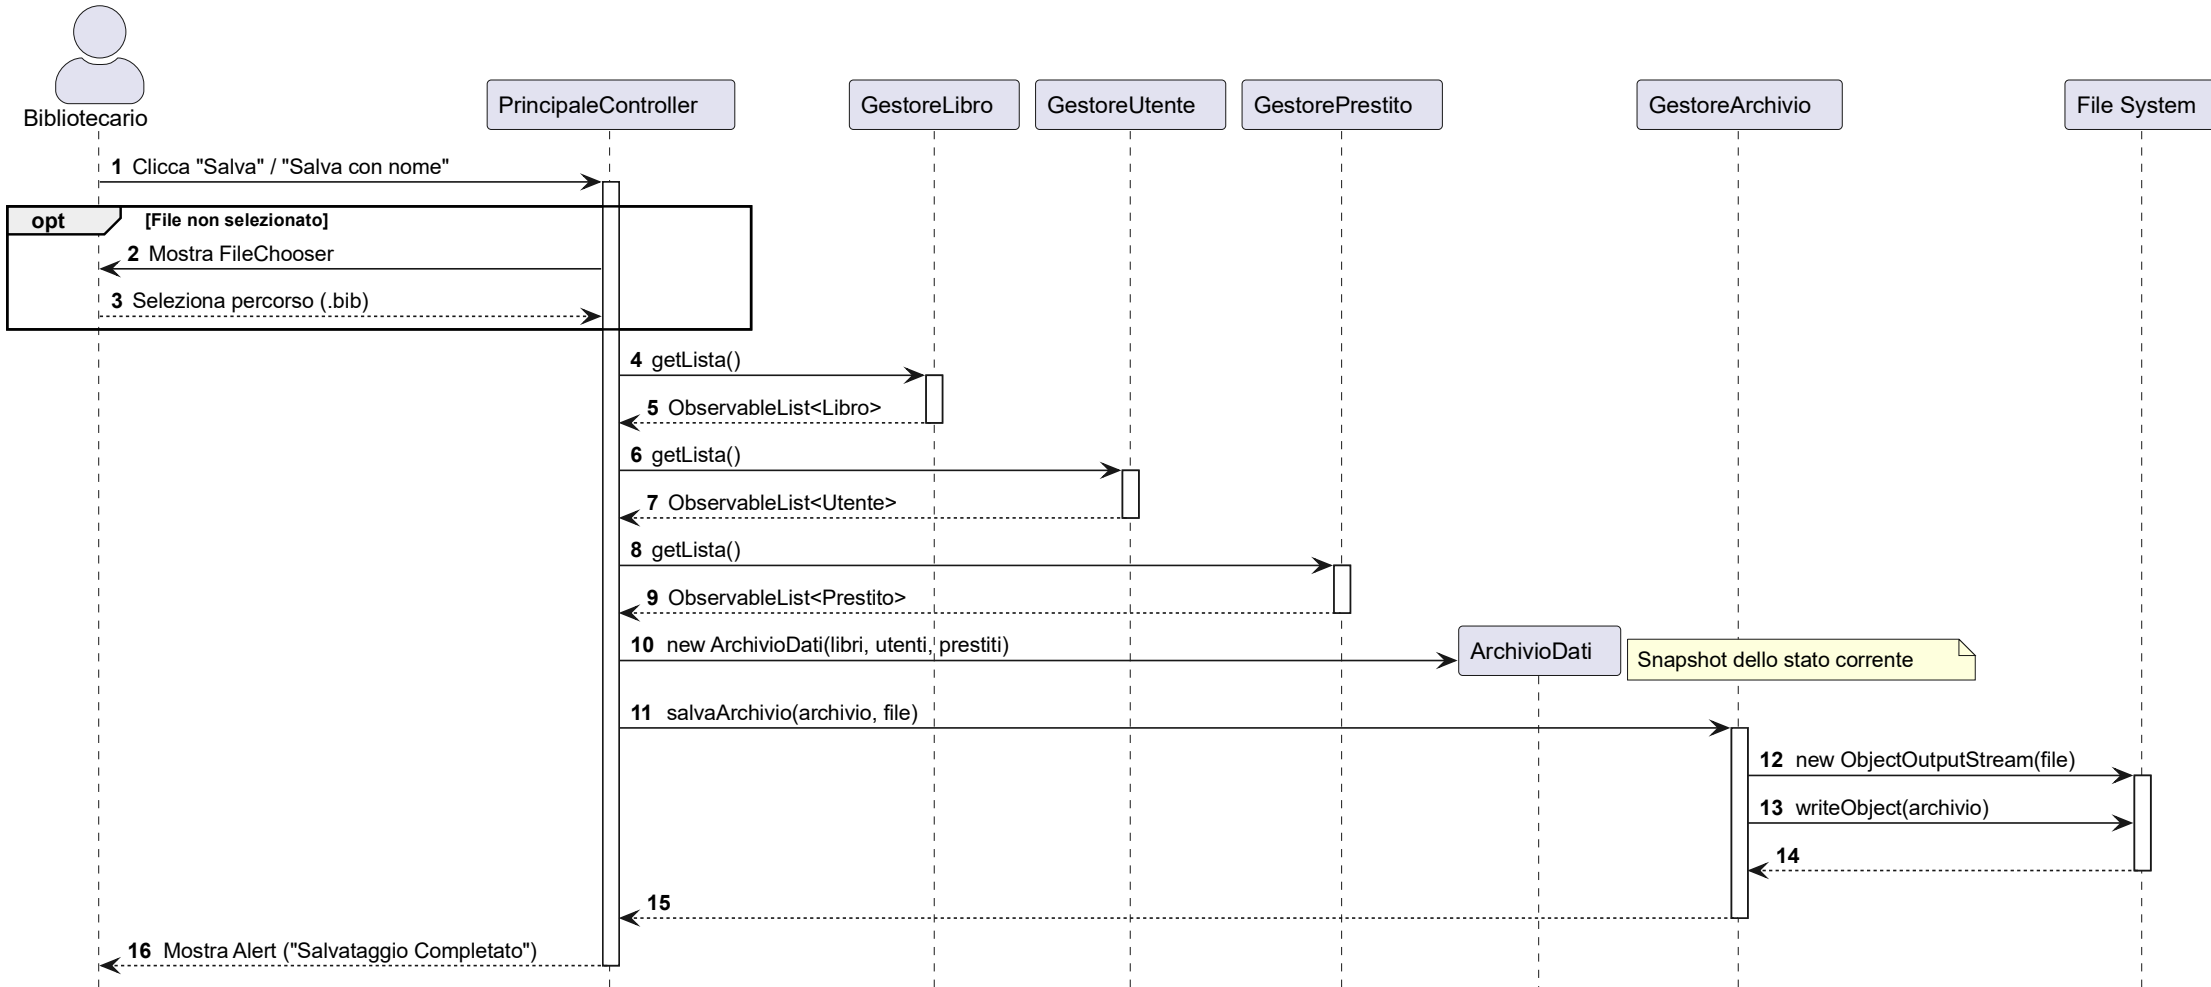 Bibliotecario
PrincipaleController
GestoreLibro
GestoreUtente
GestorePrestito
GestoreArchivio
File System
1 Clicca "Salva" / "Salva con nome"
opt [File non selezionato]
2 Mostra FileChooser
3 Seleziona percorso (.bib)
4 getLista()
5 ObservableList<Libro>
6 getLista()
7 ObservableList<Utente>
8 getLista()
9 ObservableList<Prestito>
10 new ArchivioDati(libri, utenti, prestiti)
ArchivioDati
Snapshot dello stato corrente
11 salvaArchivio(archivio, file)
12 new ObjectOutputStream(file)
13 writeObject(archivio)
14
15
16 Mostra Alert ("Salvataggio Completato")